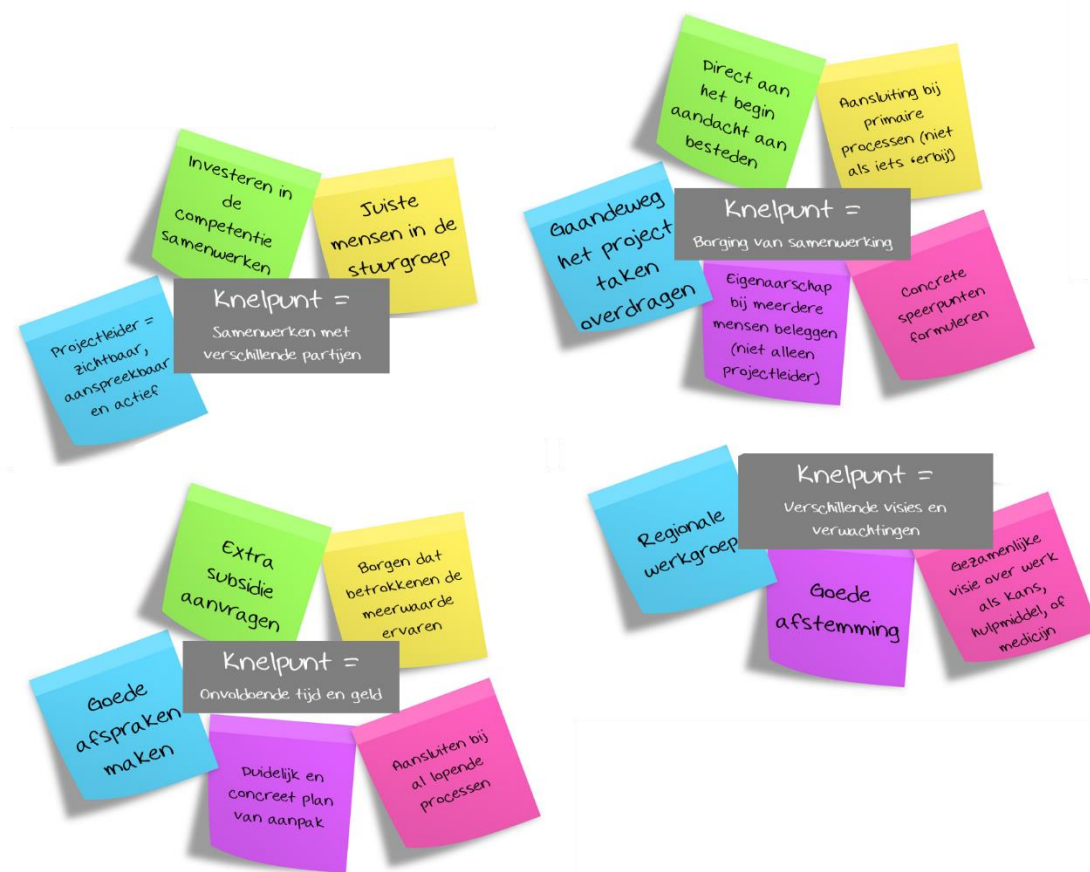 Investeren in
de
competentie
samenwerken
Juiste
mensen in de
stuurgroep
Projectleider =
zichtbaar,
aanspreekbaar
en actief
Knelpunt =
Samenwerken met
verschillende partijen
Direct aan
het begin
aandacht aan
besteden
Aansluiting bij
primaire
processen (niet
als iets 'erbij')
Gaandeweg
het project
taken
overdragen
Knelpunt =
Borging van samenwerking
Eigenaarschap
bij meerdere
mensen beleggen
(niet alleen
projectleider)
Concrete
speerpunten
formuleren
Extra
subsidie
aanvragen
Borgen dat
betrokkenen de
meerwaarde
ervaren
Goede
afspraken
maken
Knelpunt =
Onvoldoende tijd en geld
Duidelijk en
concreet plan
van aanpak
Aansluiten bij
al lopende
processen
Regionale
werkgroep
Knelpunt =
Verschillende visies en
verwachtingen
Goede
afstemming
Gezamenlijke
visie over werk
als kans,
hulpmiddel, of
medicijn